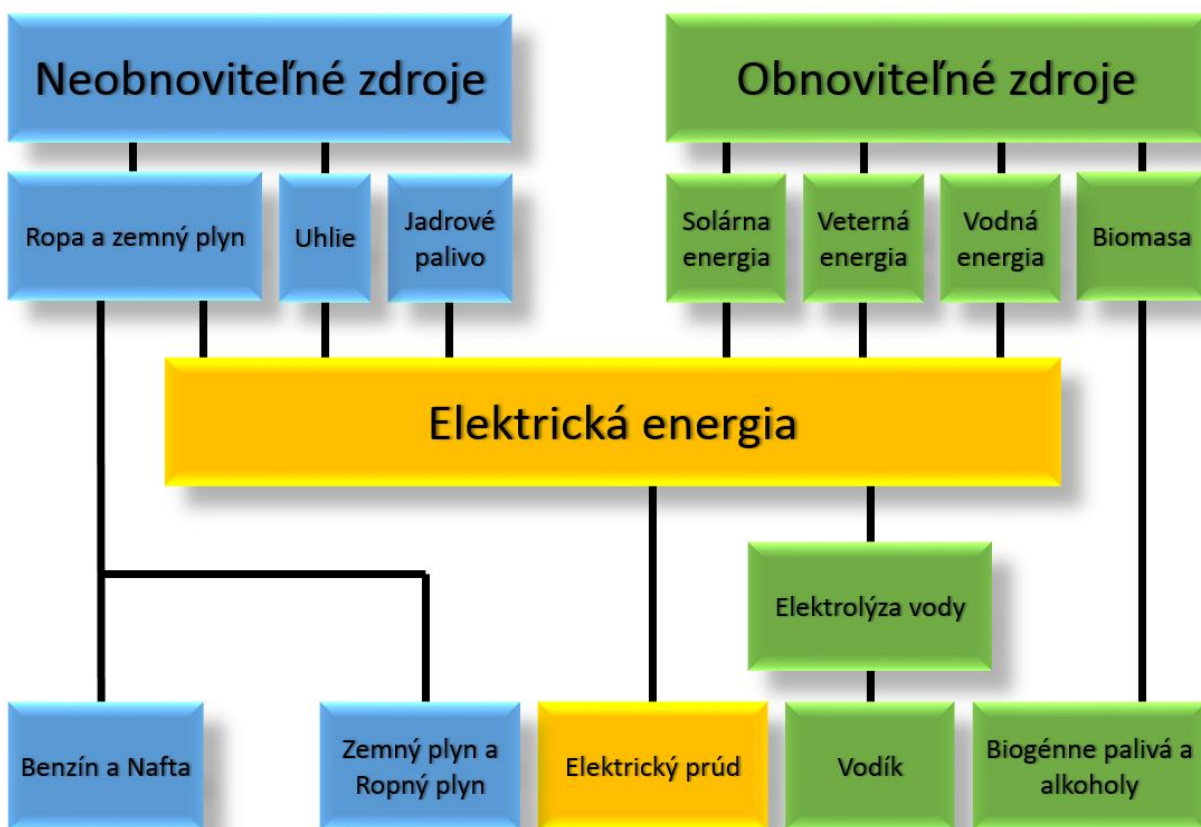 Neobnoviteľné zdroje
Obnoviteľné zdroje
Ropa a zemný plyn
Uhlie
Jadrové
palivo
Solárna
energia
Veterná
energia
Vodná
energia
Biomasa
Elektrická energia
Elektrolýza vody
Benzín a Nafta
Zemný plyn a
Ropný plyn
Elektrický prúd
Vodík
Biogénne palivá a
alkoholy